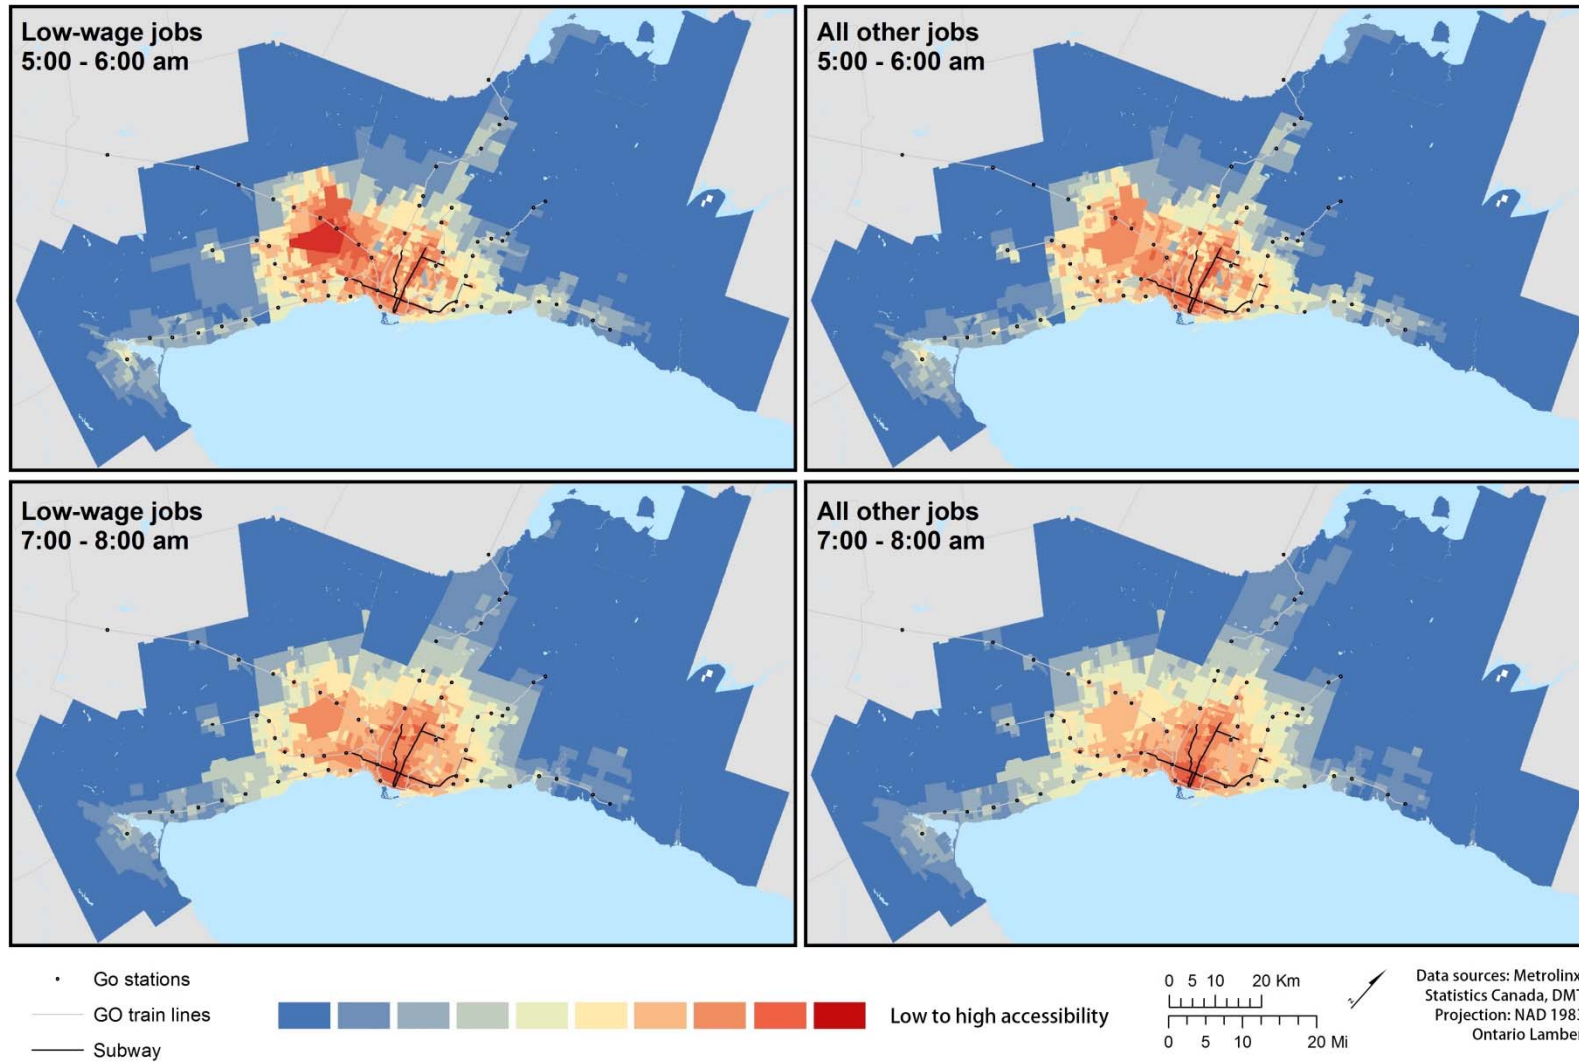 Low-wage jobs
5:00 - 6:00 am
All other jobs
5:00 - 6:00 am
Low-wage jobs
7:00 - 8:00 am
All other jobs
7:00 - 8:00 am
Go stations
GO train lines
Subway
Low to high accessibility
0 5 10 20 Km
0 5 10 20 Mi
Data sources: Metrolinx
Statistics Canada, DMT
Projection: NAD 1983
Ontario Lamber